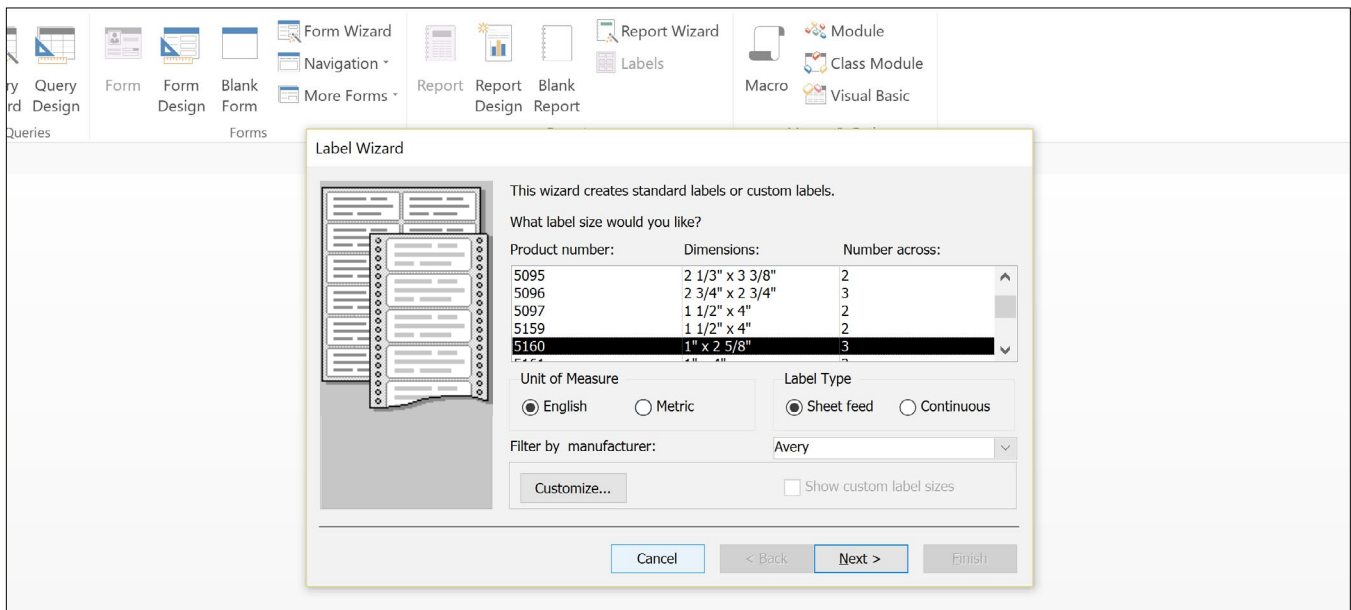 Form Wizard
Report Wizard
Module
Navigation
Labels
Class Module
ry Query Form Form Blank
More Forms
Report Report Blank
Macro
Visual Basic
rd Design Design Form
Design Report
Queries
Forms
Label Wizard
This wizard creates standard labels or custom labels.
What label size would you like?
Product number: Dimensions: Number across:
5095 2 1/3" x 3 3/8" 2
5096 2 3/4" x 2 3/4" 3
5097 1 1/2" x 4" 2
5159 1 1/2" x 4" 2
5160 1" x 2 5/8" 3
Unit of Measure Label Type
English Metric Sheet feed Continuous
Filter by manufacturer: Avery
Customize... Show custom label sizes
Cancel < Back Next > Finish